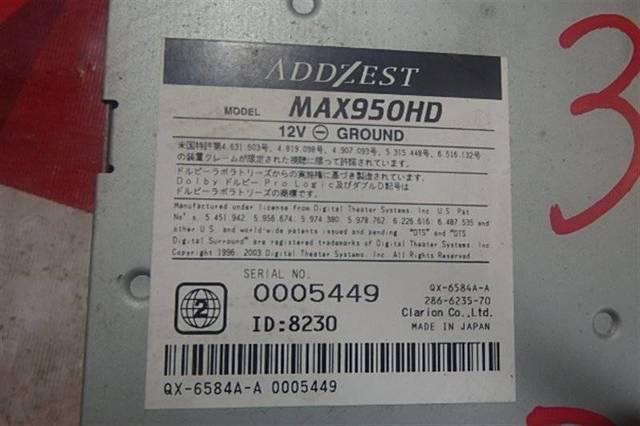 ADDZEST
MODEL MAX950HD
12V ⊖ GROUND
米国特許第4.631.603号、4.819.098号、4.907.093号、5.315.448号、6.516.132号
の装置クレームが限定された視聴に限って許諾されています。
ドルビーラボラトリーズからの実施権に基づき製造されています。
Dolby ドルビー Pro Logic及びダブルD記号は
ドルビーラボラトリーズの商標です。
Manufactured under license from Digital Theater Systems, Inc. U.S. Pat
No's. 5.451.942. 5.956.674. 5.974.380. 5.978.762. 6.226.616. 6.487.535 and
other U.S. and world-wide patents issued and pending. "DTS" and "DTS
Digital Surround" are registered trademarks of Digital Theater Systems, Inc
Copyright 1996, 2003 Digital Theater Systems, Inc. All Rights Reserved.
SERIAL NO.
0005449
QX-6584A-A
286-6235-70
2
ID:8230
Clarion Co.,Ltd.
MADE IN JAPAN
QX-6584A-A 0005449
3